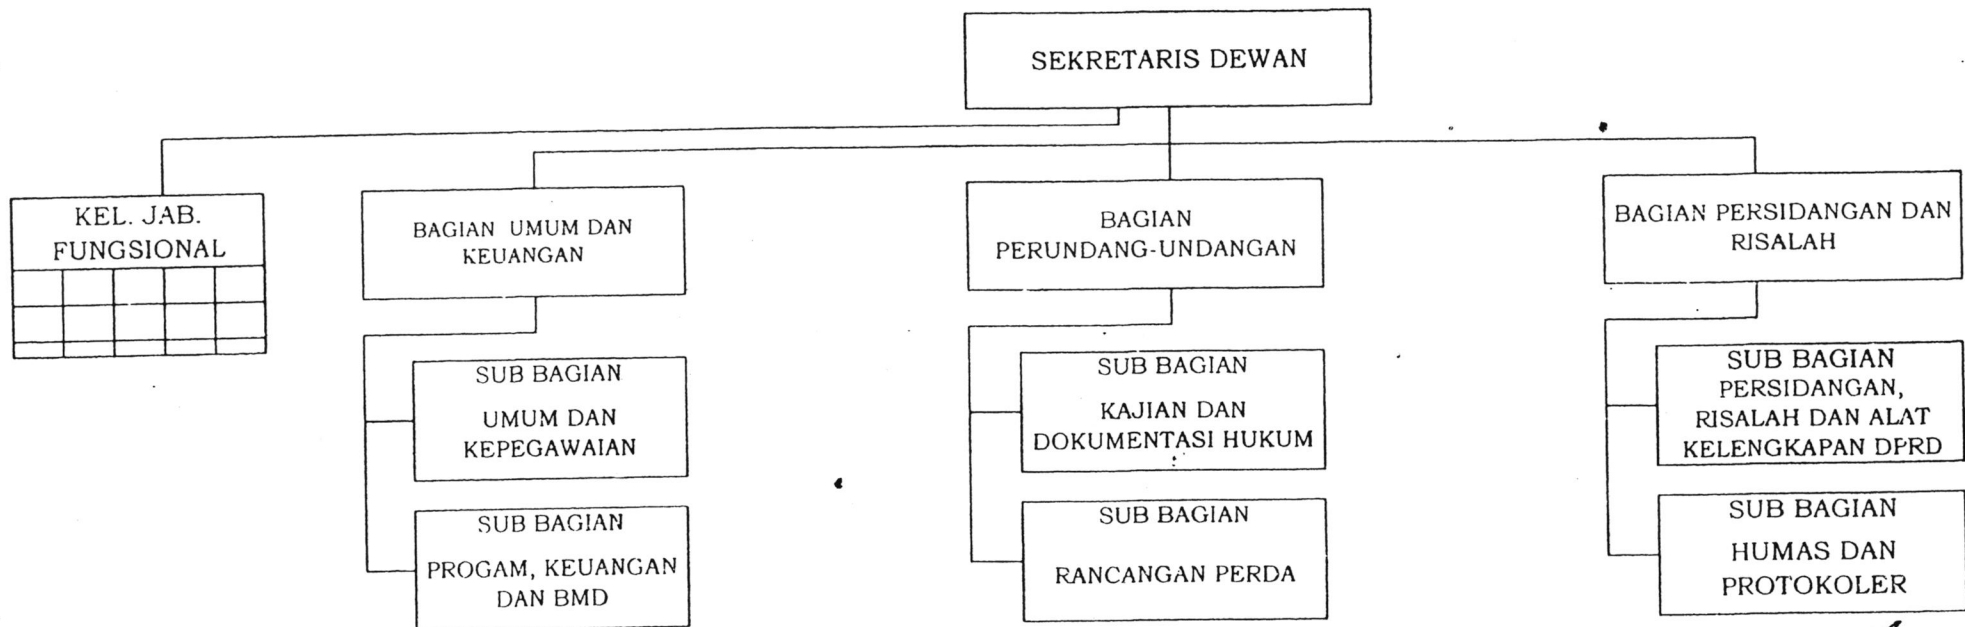 SEKRETARIS DEWAN
KEL. JAB.
FUNGSIONAL
BAGIAN UMUM DAN
KEUANGAN
BAGIAN
PERUNDANG-UNDANGAN
BAGIAN PERSIDANGAN DAN
RISALAH
SUB BAGIAN
UMUM DAN
KEPEGAWAIAN
SUB BAGIAN
PROGAM, KEUANGAN
DAN BMD
SUB BAGIAN
KAJIAN DAN
DOKUMENTASI HUKUM
SUB BAGIAN
RANCANGAN PERDA
SUB BAGIAN
PERSIDANGAN,
RISALAH DAN ALAT
KELENGKAPAN DPRD
SUB BAGIAN
HUMAS DAN
PROTOKOLER